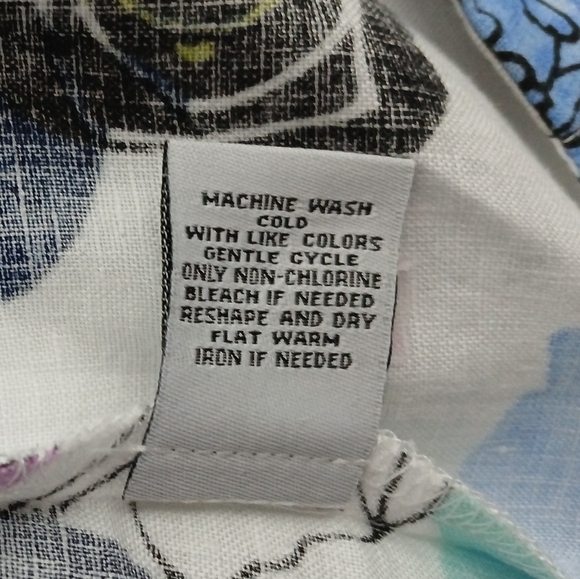 MACHINE WASH
COLD
WITH LIKE COLORS
GENTLE CYCLE
ONLY NON-CHLORINE
BLEACH IF NEEDED
RESHAPE AND DRY
FLAT WARM
IRON IF NEEDED